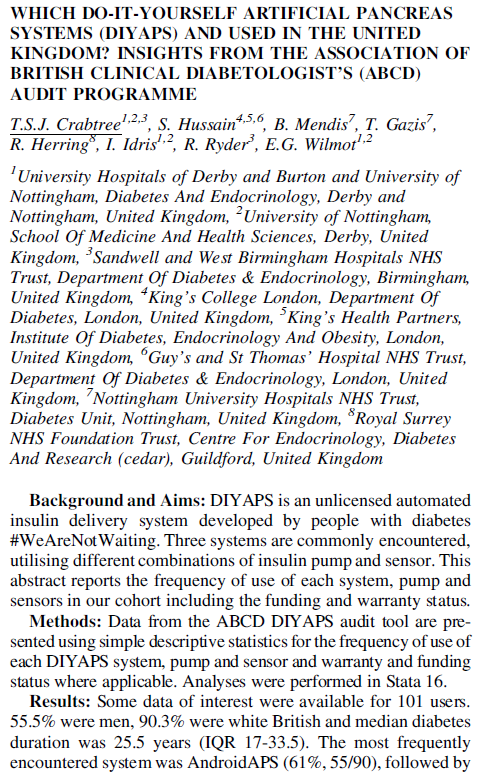 WHICH DO-IT-YOURSELF ARTIFICIAL PANCREAS
SYSTEMS (DIYAPS) AND USED IN THE UNITED
KINGDOM? INSIGHTS FROM THE ASSOCIATION OF
BRITISH CLINICAL DIABETOLOGIST'S (ABCD)
AUDIT PROGRAMME
T.S.J. Crabtree1,2,3, S. Hussain4,5,6, B. Mendis7, T. Gazis7,
R. Herring8, I. Idris1,2, R. Ryder3, E.G. Wilmot1,2
1University Hospitals of Derby and Burton and University of
Nottingham, Diabetes And Endocrinology, Derby and
Nottingham, United Kingdom, 2University of Nottingham,
School Of Medicine And Health Sciences, Derby, United
Kingdom, 3Sandwell and West Birmingham Hospitals NHS
Trust, Department Of Diabetes & Endocrinology, Birmingham,
United Kingdom, 4King's College London, Department Of
Diabetes, London, United Kingdom, 5King's Health Partners,
Institute Of Diabetes, Endocrinology And Obesity, London,
United Kingdom, 6Guy's and St Thomas' Hospital NHS Trust,
Department Of Diabetes & Endocrinology, London, United
Kingdom, 7Nottingham University Hospitals NHS Trust,
Diabetes Unit, Nottingham, United Kingdom, 8Royal Surrey
NHS Foundation Trust, Centre For Endocrinology, Diabetes
And Research (cedar), Guildford, United Kingdom
Background and Aims: DIYAPS is an unlicensed automated
insulin delivery system developed by people with diabetes
#WeAreNotWaiting. Three systems are commonly encountered,
utilising different combinations of insulin pump and sensor. This
abstract reports the frequency of use of each system, pump and
sensors in our cohort including the funding and warranty status.
Methods: Data from the ABCD DIYAPS audit tool are pre-
sented using simple descriptive statistics for the frequency of use of
each DIYAPS system, pump and sensor and warranty and funding
status where applicable. Analyses were performed in Stata 16.
Results: Some data of interest were available for 101 users.
55.5% were men, 90.3% were white British and median diabetes
duration was 25.5 years (IQR 17-33.5). The most frequently
encountered system was AndroidAPS (61%, 55/90), followed by